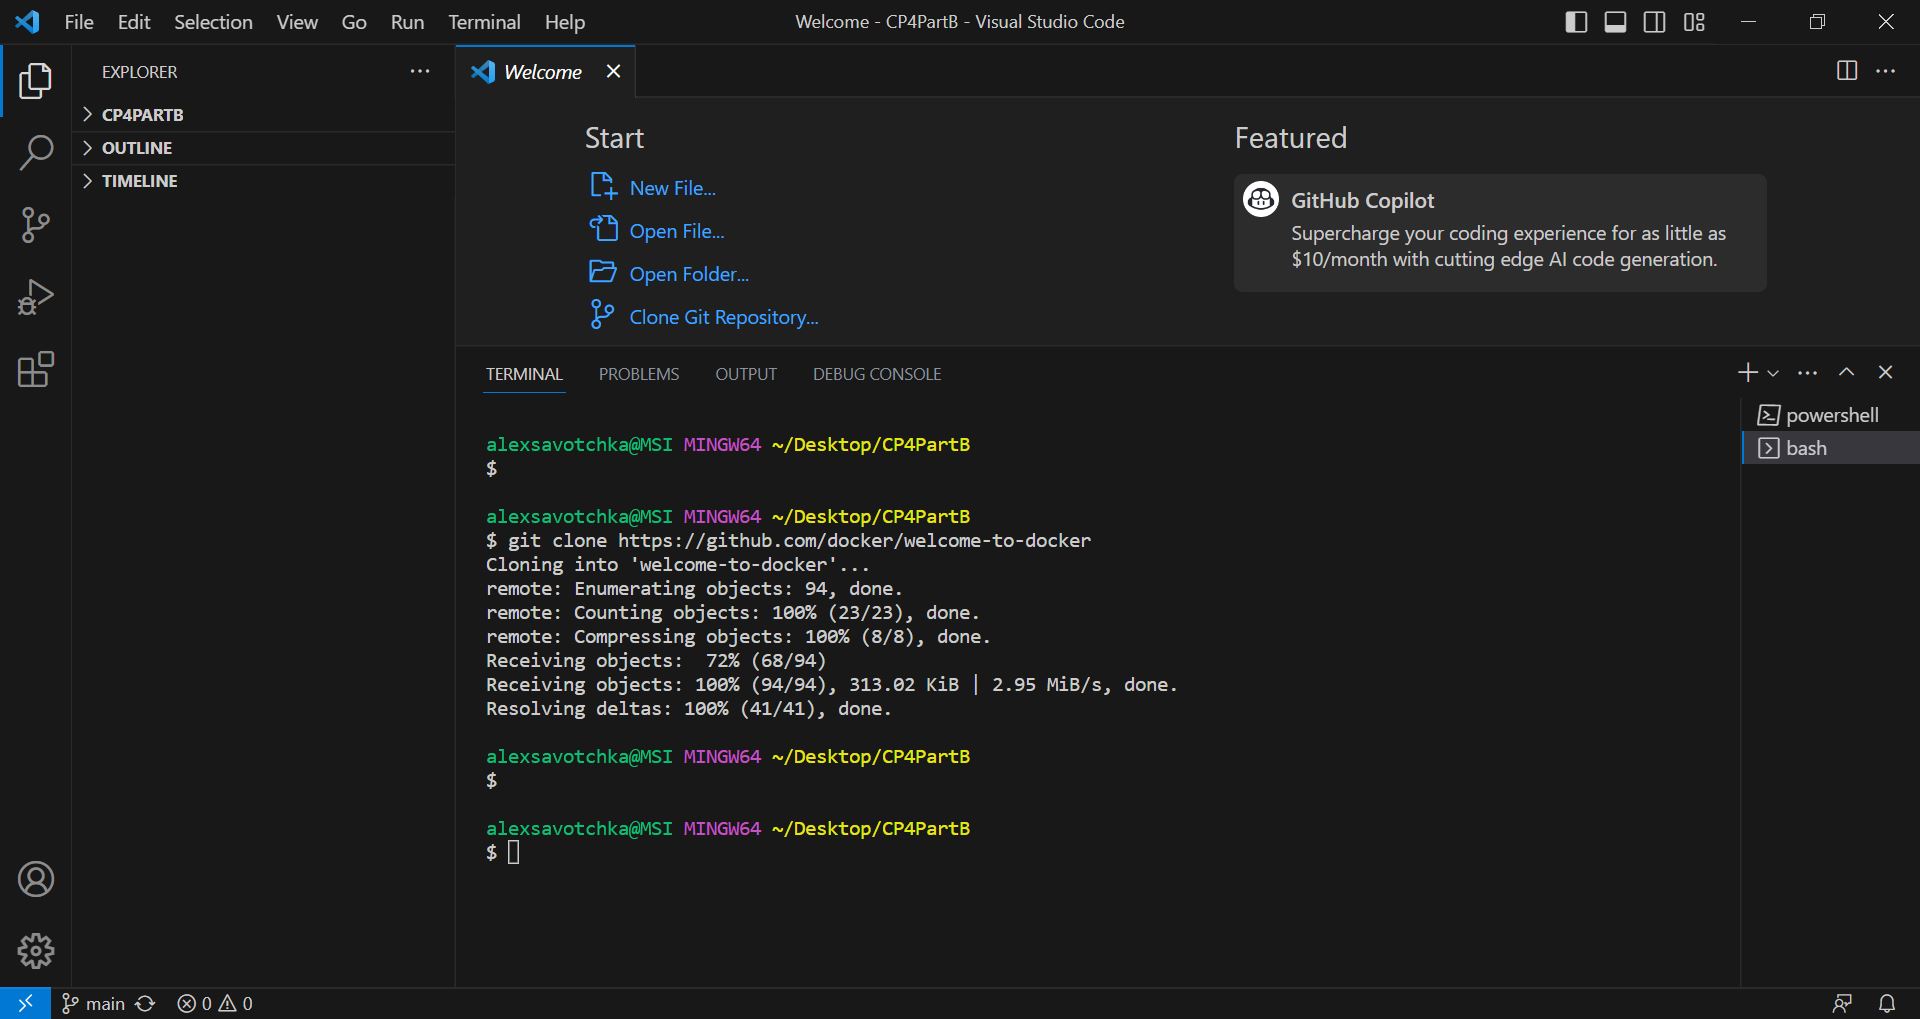 File Edit Selection View Go Run Terminal Help
Welcome - CP4PartB - Visual Studio Code
EXPLORER
CP4PARTB
OUTLINE
TIMELINE
Welcome
Start
New File...
Open File...
Open Folder...
Clone Git Repository...
Featured
GitHub Copilot
Supercharge your coding experience for as little as
$10/month with cutting edge AI code generation.
TERMINAL PROBLEMS OUTPUT DEBUG CONSOLE
alexsavotchka@MSI MINGW64 ~/Desktop/CP4PartB
$
alexsavotchka@MSI MINGW64 ~/Desktop/CP4PartB
$ git clone https://github.com/docker/welcome-to-docker
Cloning into 'welcome-to-docker'...
remote: Enumerating objects: 94, done.
remote: Counting objects: 100% (23/23), done.
remote: Compressing objects: 100% (8/8), done.
Receiving objects:  72% (68/94)
Receiving objects: 100% (94/94), 313.02 KiB | 2.95 MiB/s, done.
Resolving deltas: 100% (41/41), done.
alexsavotchka@MSI MINGW64 ~/Desktop/CP4PartB
$
alexsavotchka@MSI MINGW64 ~/Desktop/CP4PartB
$
powershell
bash
main 0 0